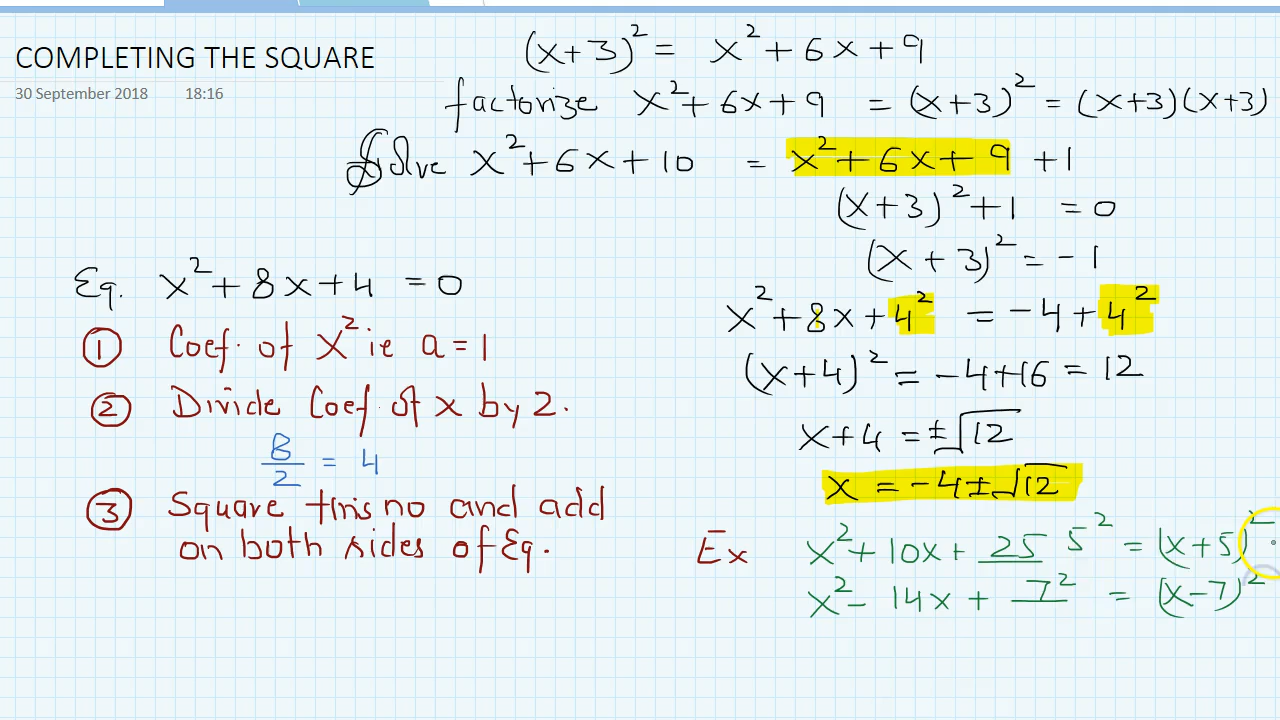 COMPLETING THE SQUARE
30 September 2018 18:16
(x+3)² = x² + 6x + 9
factorize x² + 6x + 9 = (x+3)² = (x+3)(x+3)
Solve x² + 6x + 10 = x² + 6x + 9 + 1
(x+3)² + 1 = 0
(x+3)² = -1
Eq. x² + 8x + 4 = 0
① Coef. of x² ie a = 1
② Divide Coef. of x by 2.
8/2 = 4
③ Square this no and add
on both sides of Eq.
x² + 8x + 4² = -4 + 4²
(x+4)² = -4+16 = 12
x+4 = ±√12
x = -4 ± √12
Ex x² + 10x + 25 5² = (x+5)²
x² - 14x + 7² = (x-7)²